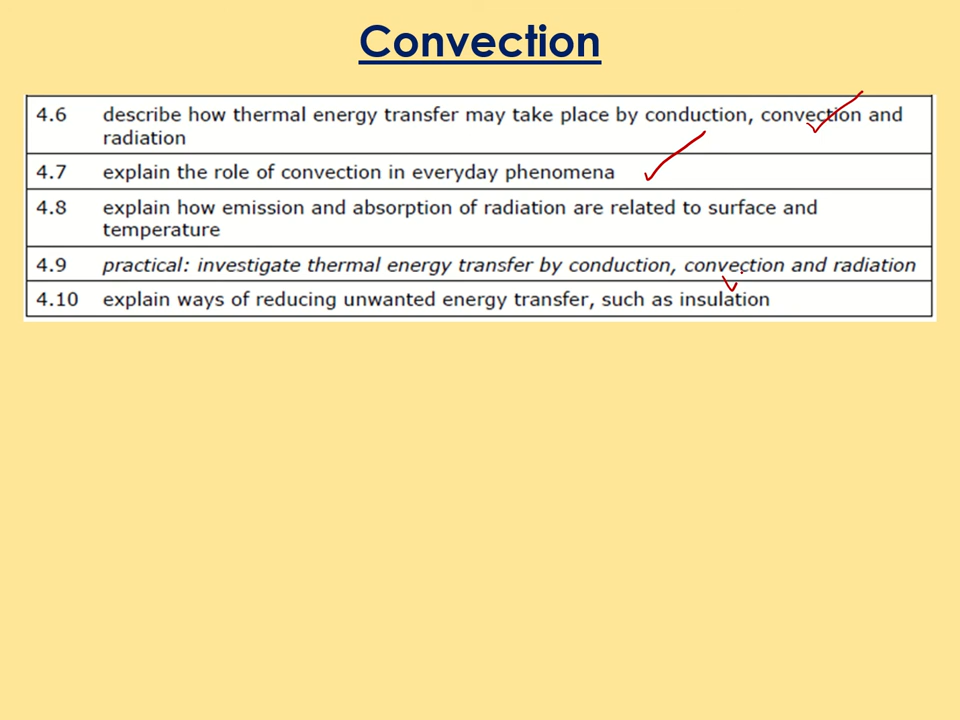 Convection
4.6 describe how thermal energy transfer may take place by conduction, convection and
radiation
4.7 explain the role of convection in everyday phenomena
4.8 explain how emission and absorption of radiation are related to surface and
temperature
4.9 practical: investigate thermal energy transfer by conduction, convection and radiation
4.10 explain ways of reducing unwanted energy transfer, such as insulation